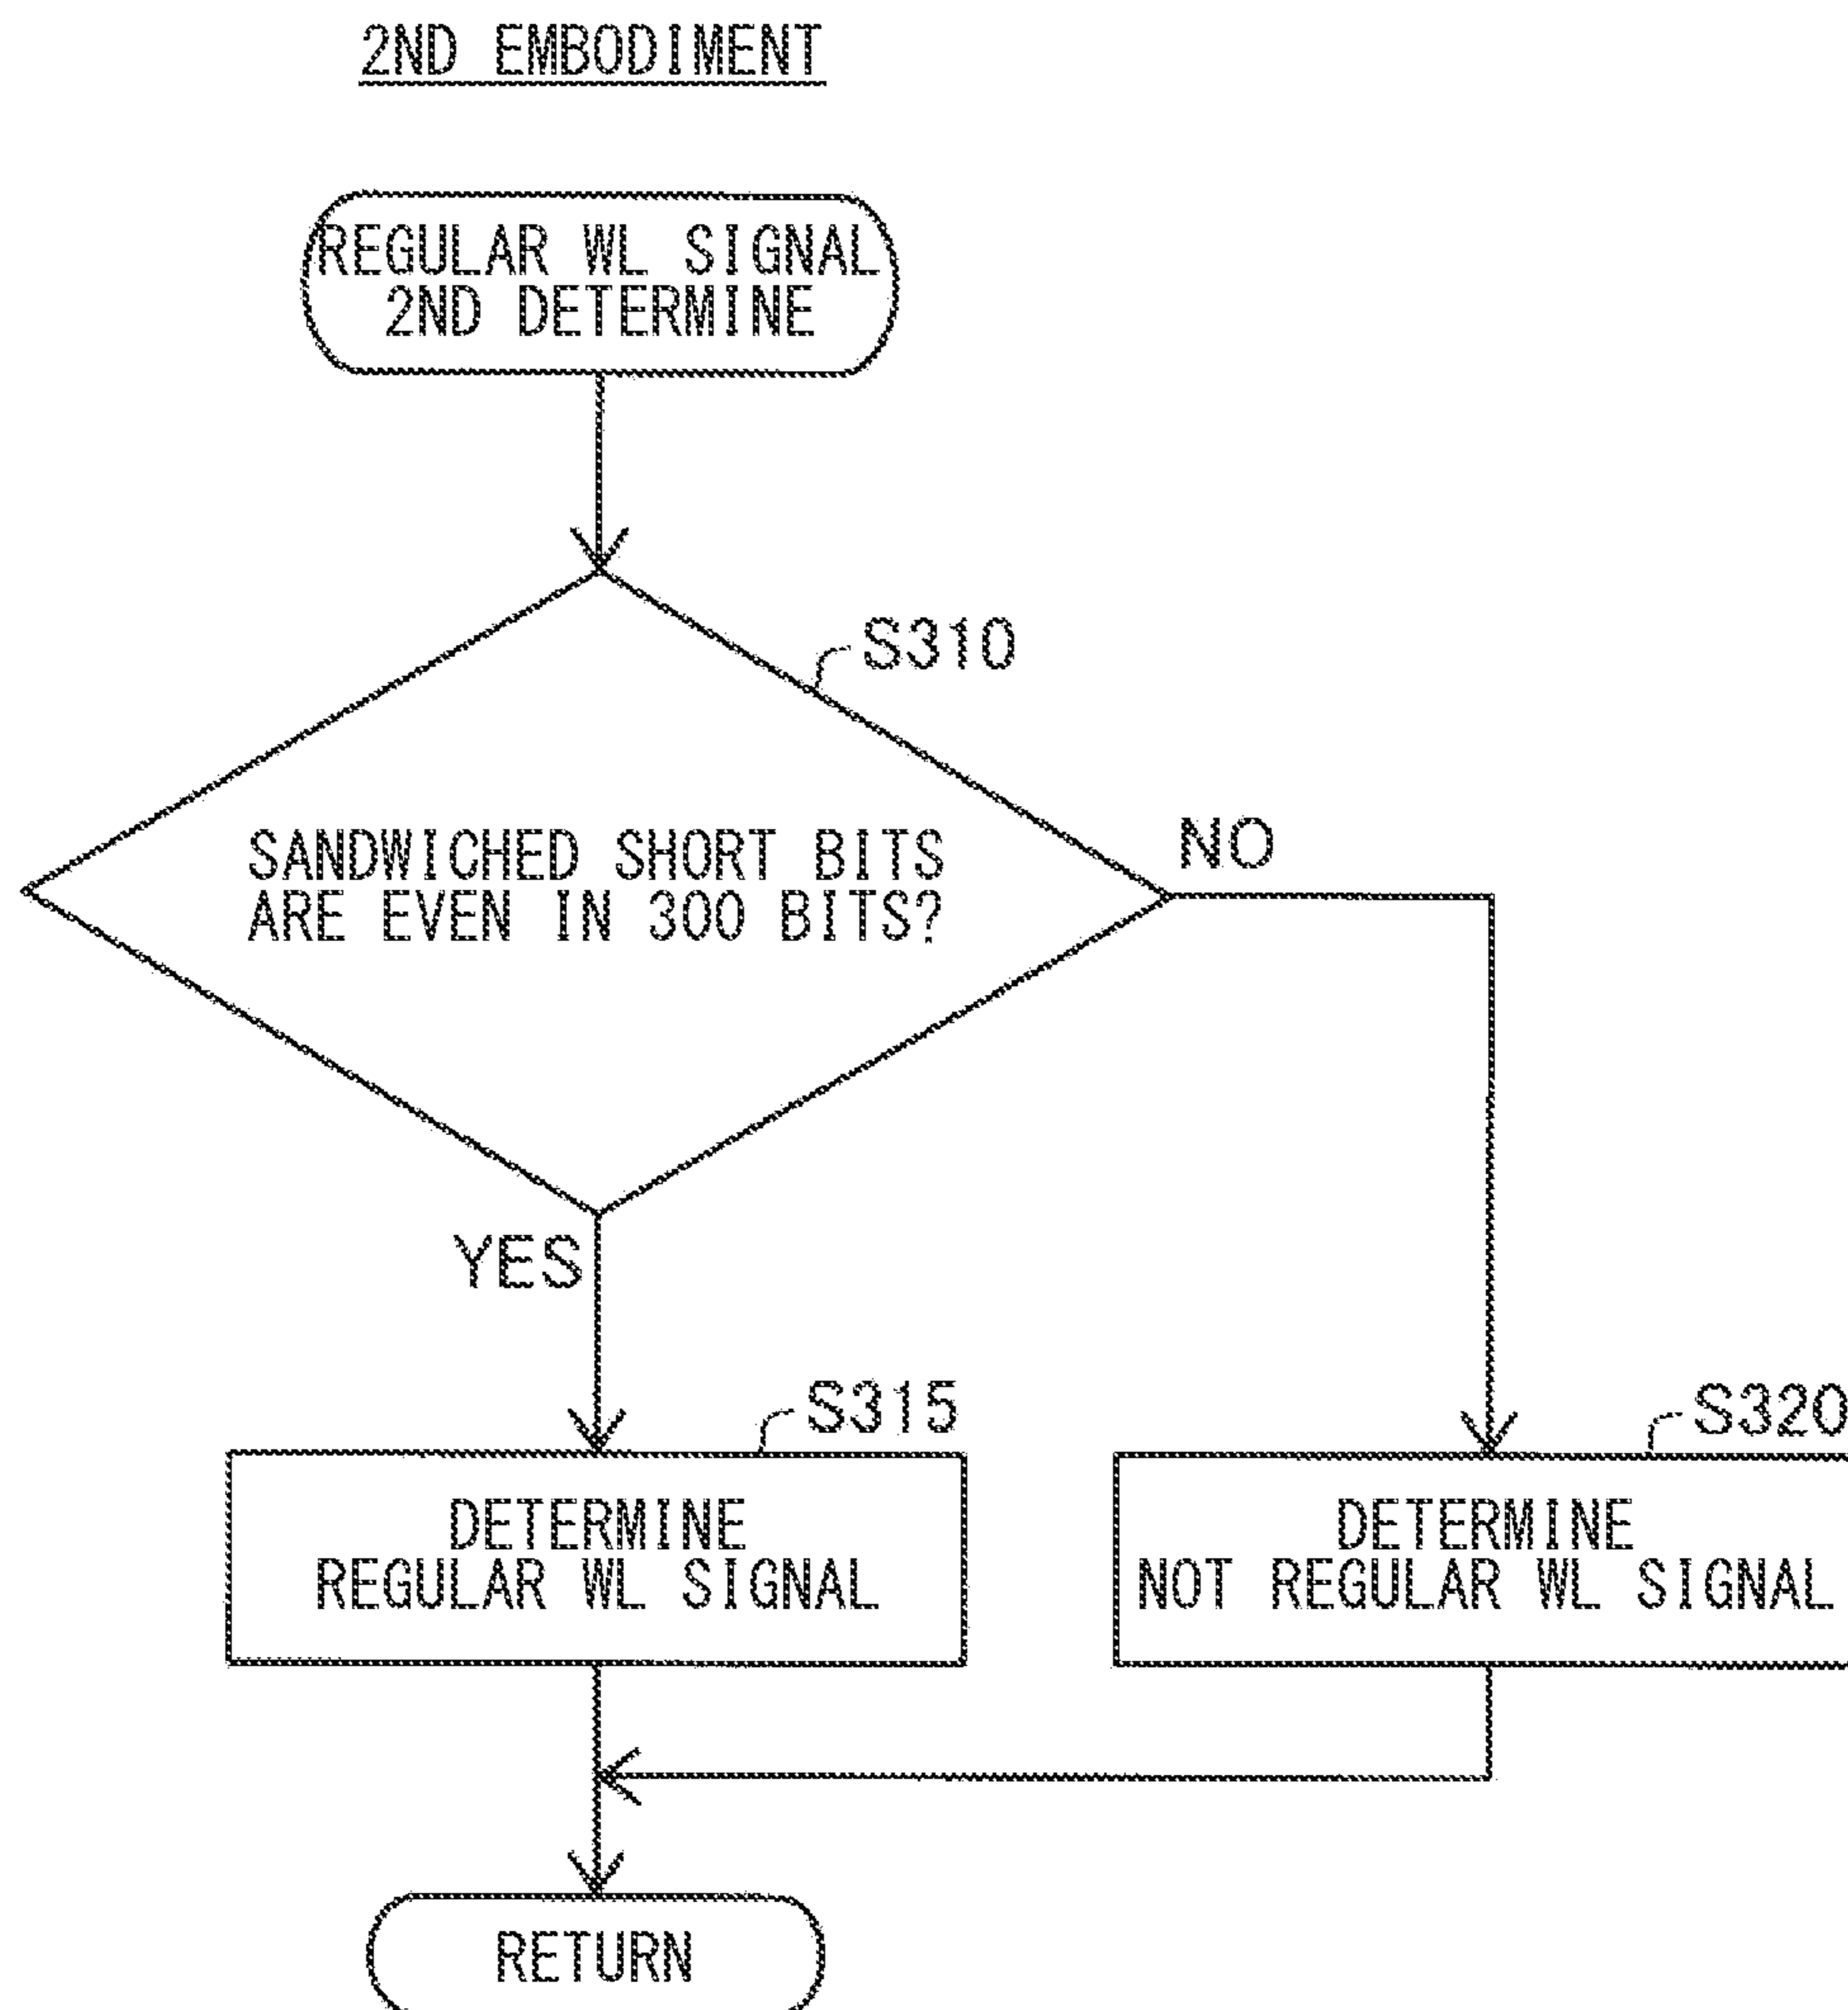 2ND EMBODIMENT
REGULAR WL SIGNAL
2ND DETERMINE
S310
SANDWICHED SHORT BITS
ARE EVEN IN 300 BITS?
NO
YES
S315
DETERMINE
REGULAR WL SIGNAL
S320
DETERMINE
NOT REGULAR WL SIGNAL
RETURN